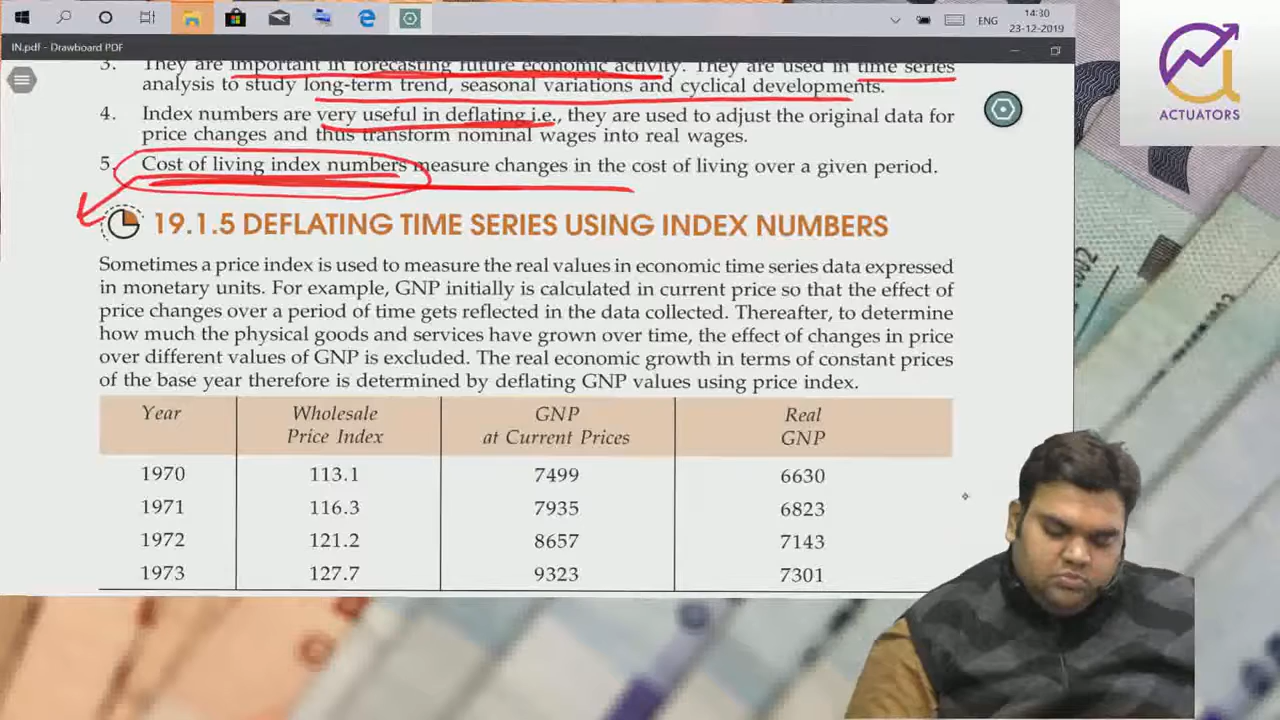 14:30
ENG
23-12-2019
IN.pdf - Drawboard PDF
3. They are important in forecasting future economic activity. They are used in time series
analysis to study long-term trend, seasonal variations and cyclical developments.
4. Index numbers are very useful in deflating i.e., they are used to adjust the original data for
price changes and thus transform nominal wages into real wages.
5. Cost of living index numbers measure changes in the cost of living over a given period.
19.1.5 DEFLATING TIME SERIES USING INDEX NUMBERS
Sometimes a price index is used to measure the real values in economic time series data expressed
in monetary units. For example, GNP initially is calculated in current price so that the effect of
price changes over a period of time gets reflected in the data collected. Thereafter, to determine
how much the physical goods and services have grown over time, the effect of changes in price
over different values of GNP is excluded. The real economic growth in terms of constant prices
of the base year therefore is determined by deflating GNP values using price index.
Year Wholesale Price Index GNP at Current Prices Real GNP
1970 113.1 7499 6630
1971 116.3 7935 6823
1972 121.2 8657 7143
1973 127.7 9323 7301
ACTUATORS